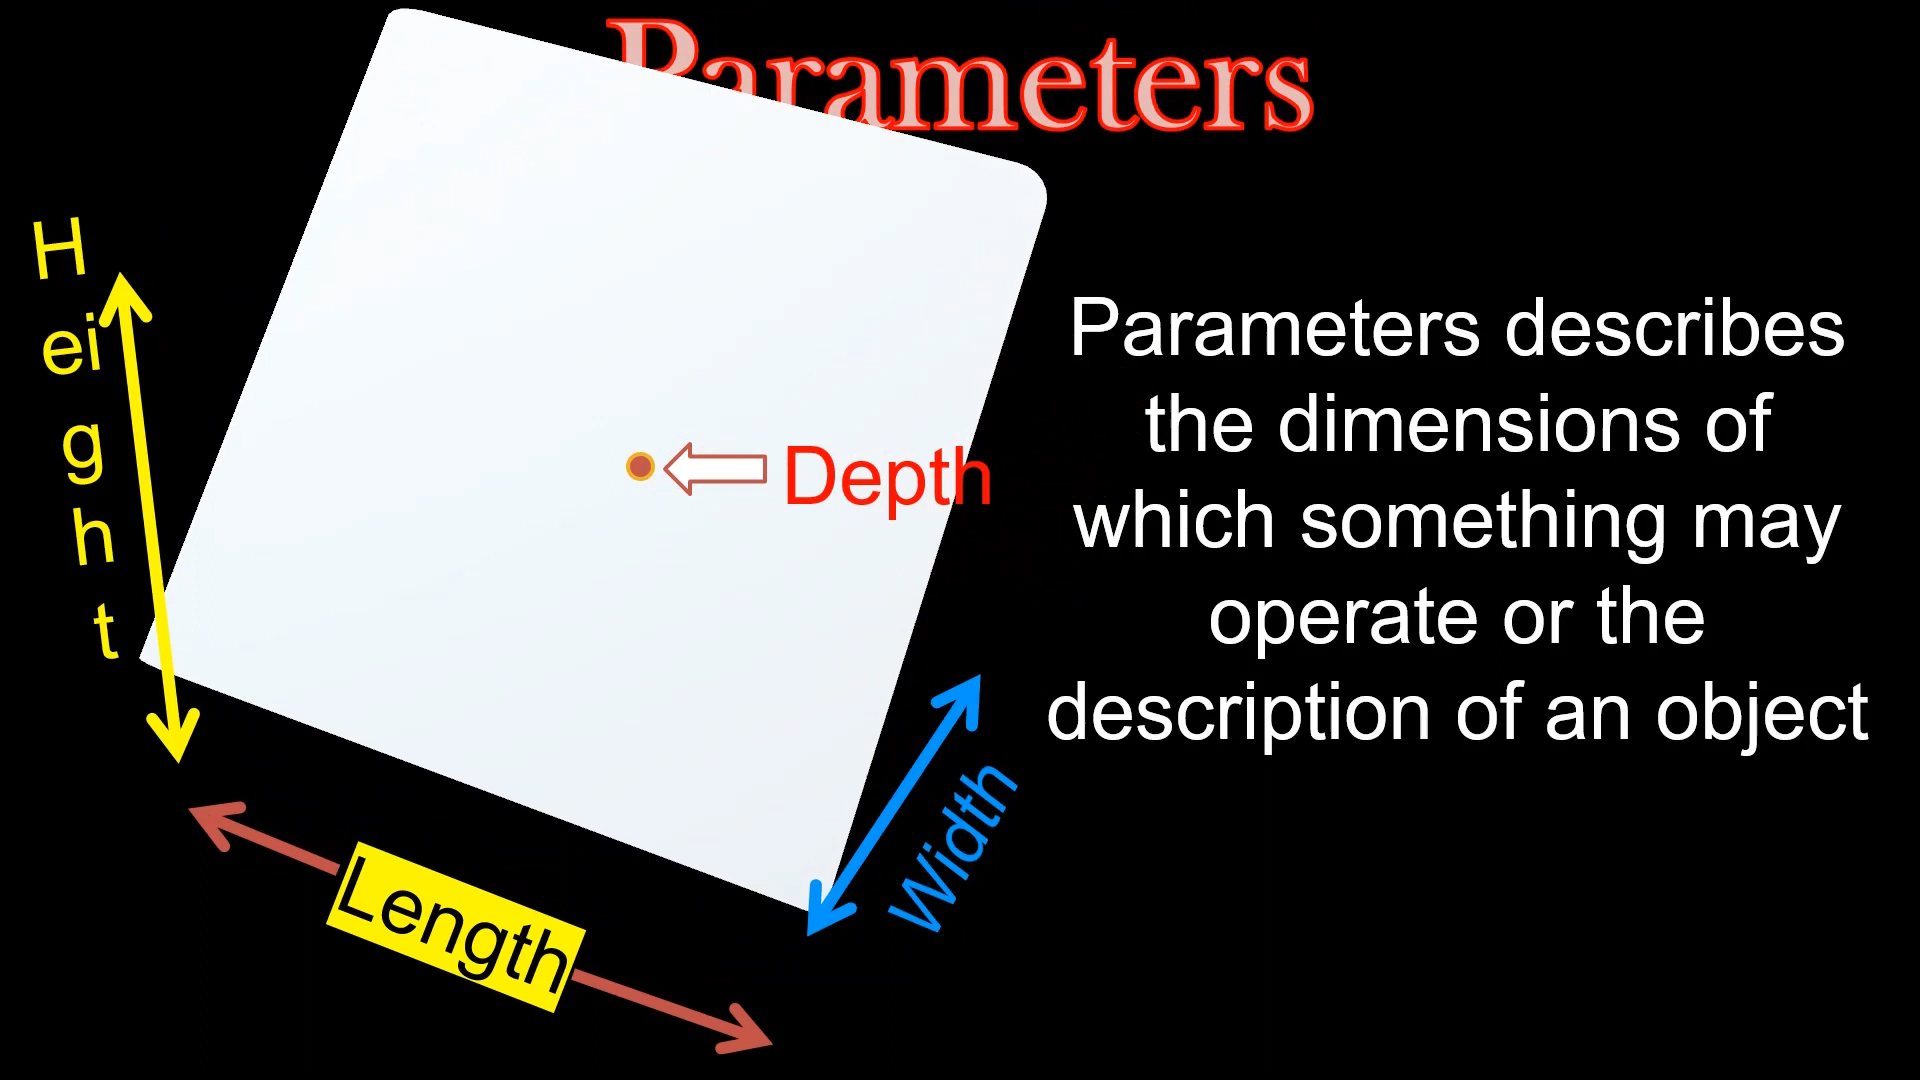 Parameters
H
ei
g
h
t
Depth
Parameters describes
the dimensions of
which something may
operate or the
description of an object
Width
Length